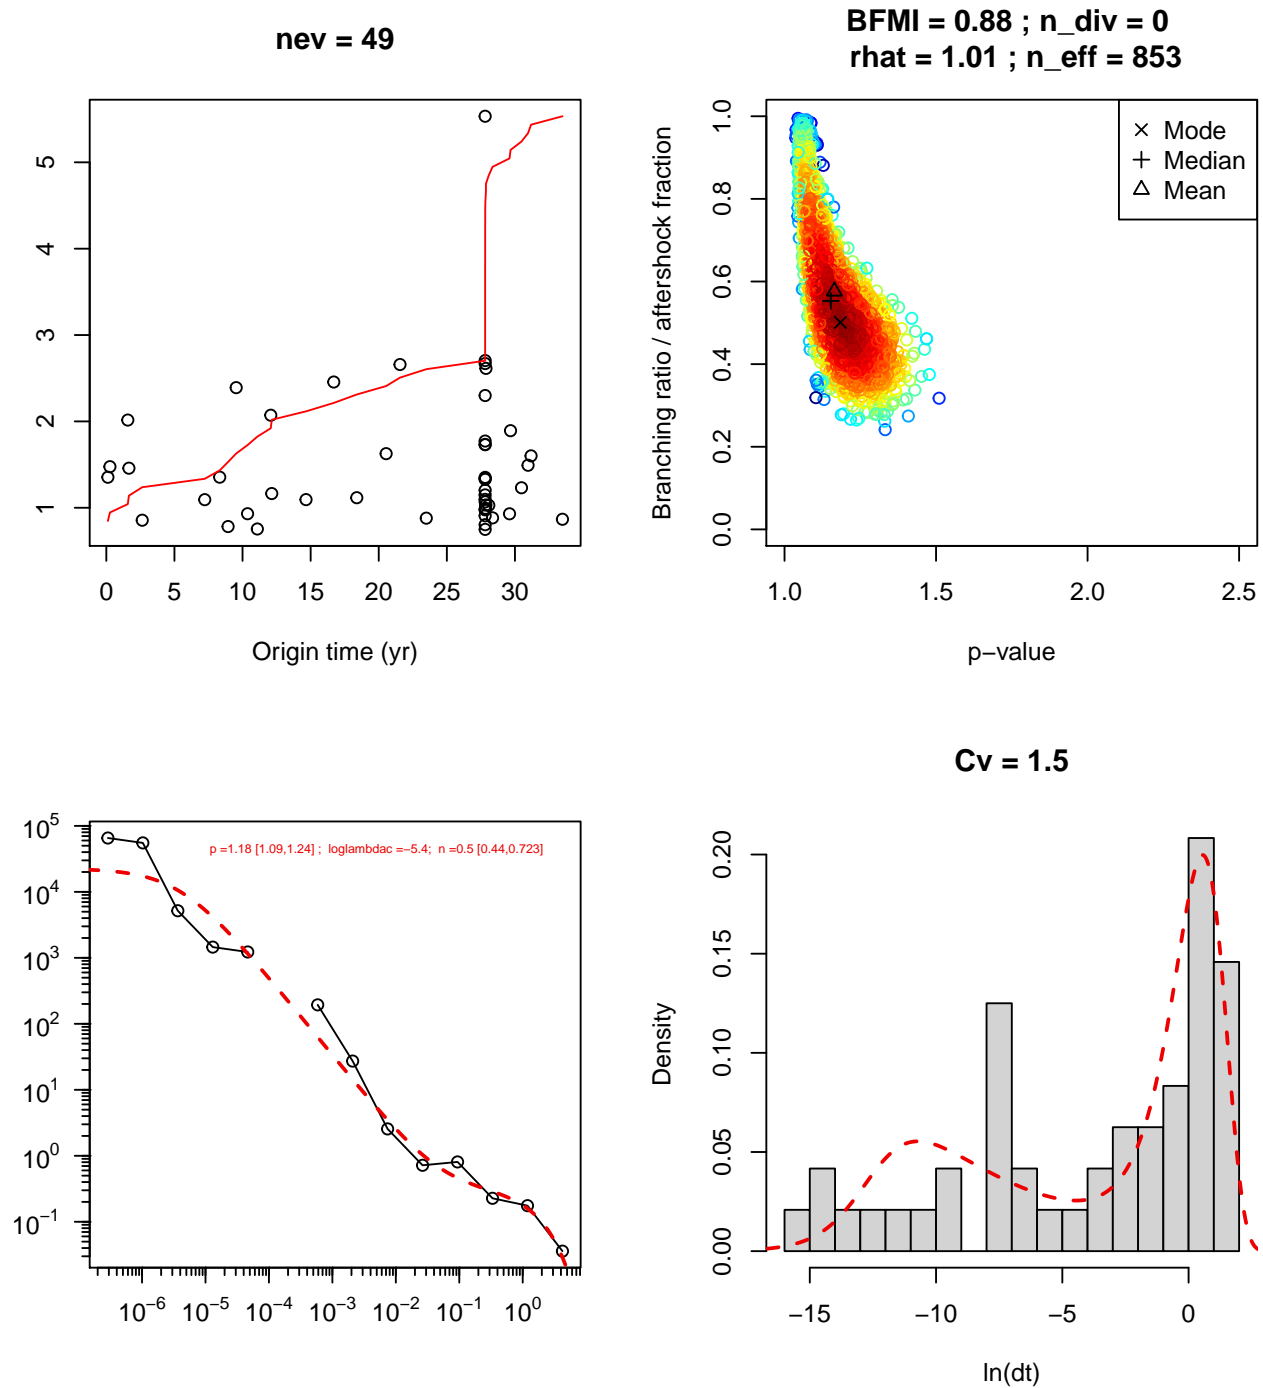 nev = 49
5
4
3
2
1
0 5 10 15 20 25 30
Origin time (yr)
BFMI = 0.88 ; n_div = 0
rhat = 1.01 ; n_eff = 853
Branching ratio / aftershock fraction
1.0
0.8
0.6
0.4
0.2
0.0
Mode
Median
Mean
1.0 1.5 2.0 2.5
p−value
10^5
10^4
10^3
10^2
10^1
10^0
10^−1
p =1.18 [1.09,1.24] ; loglambdac =−5.4; n =0.5 [0.44,0.723]
10^−6 10^−5 10^−4 10^−3 10^−2 10^−1 10^0
Cv = 1.5
Density
0.20
0.15
0.10
0.05
0.00
−15 −10 −5 0
ln(dt)